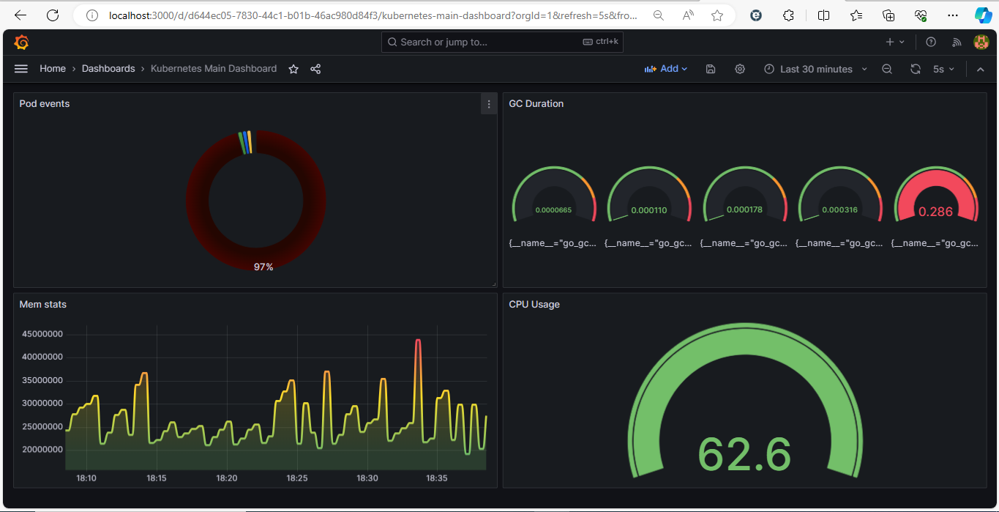 localhost:3000/d/d644ec05-7830-44c1-b01b-46ac980d84f3/kubernetes-main-dashboard?orgId=1&refresh=5s&fro...
Search or jump to...
ctrl+k
Home › Dashboards › Kubernetes Main Dashboard
Add
Last 30 minutes
5s
Pod events
97%
GC Duration
0.0000665
0.000110
0.000178
0.000316
0.286
{__name__="go_gc...
{__name__="go_gc...
{__name__="go_gc...
{__name__="go_gc...
{__name__="go_gc...
Mem stats
45000000
40000000
35000000
30000000
25000000
20000000
18:10 18:15 18:20 18:25 18:30 18:35
CPU Usage
62.6